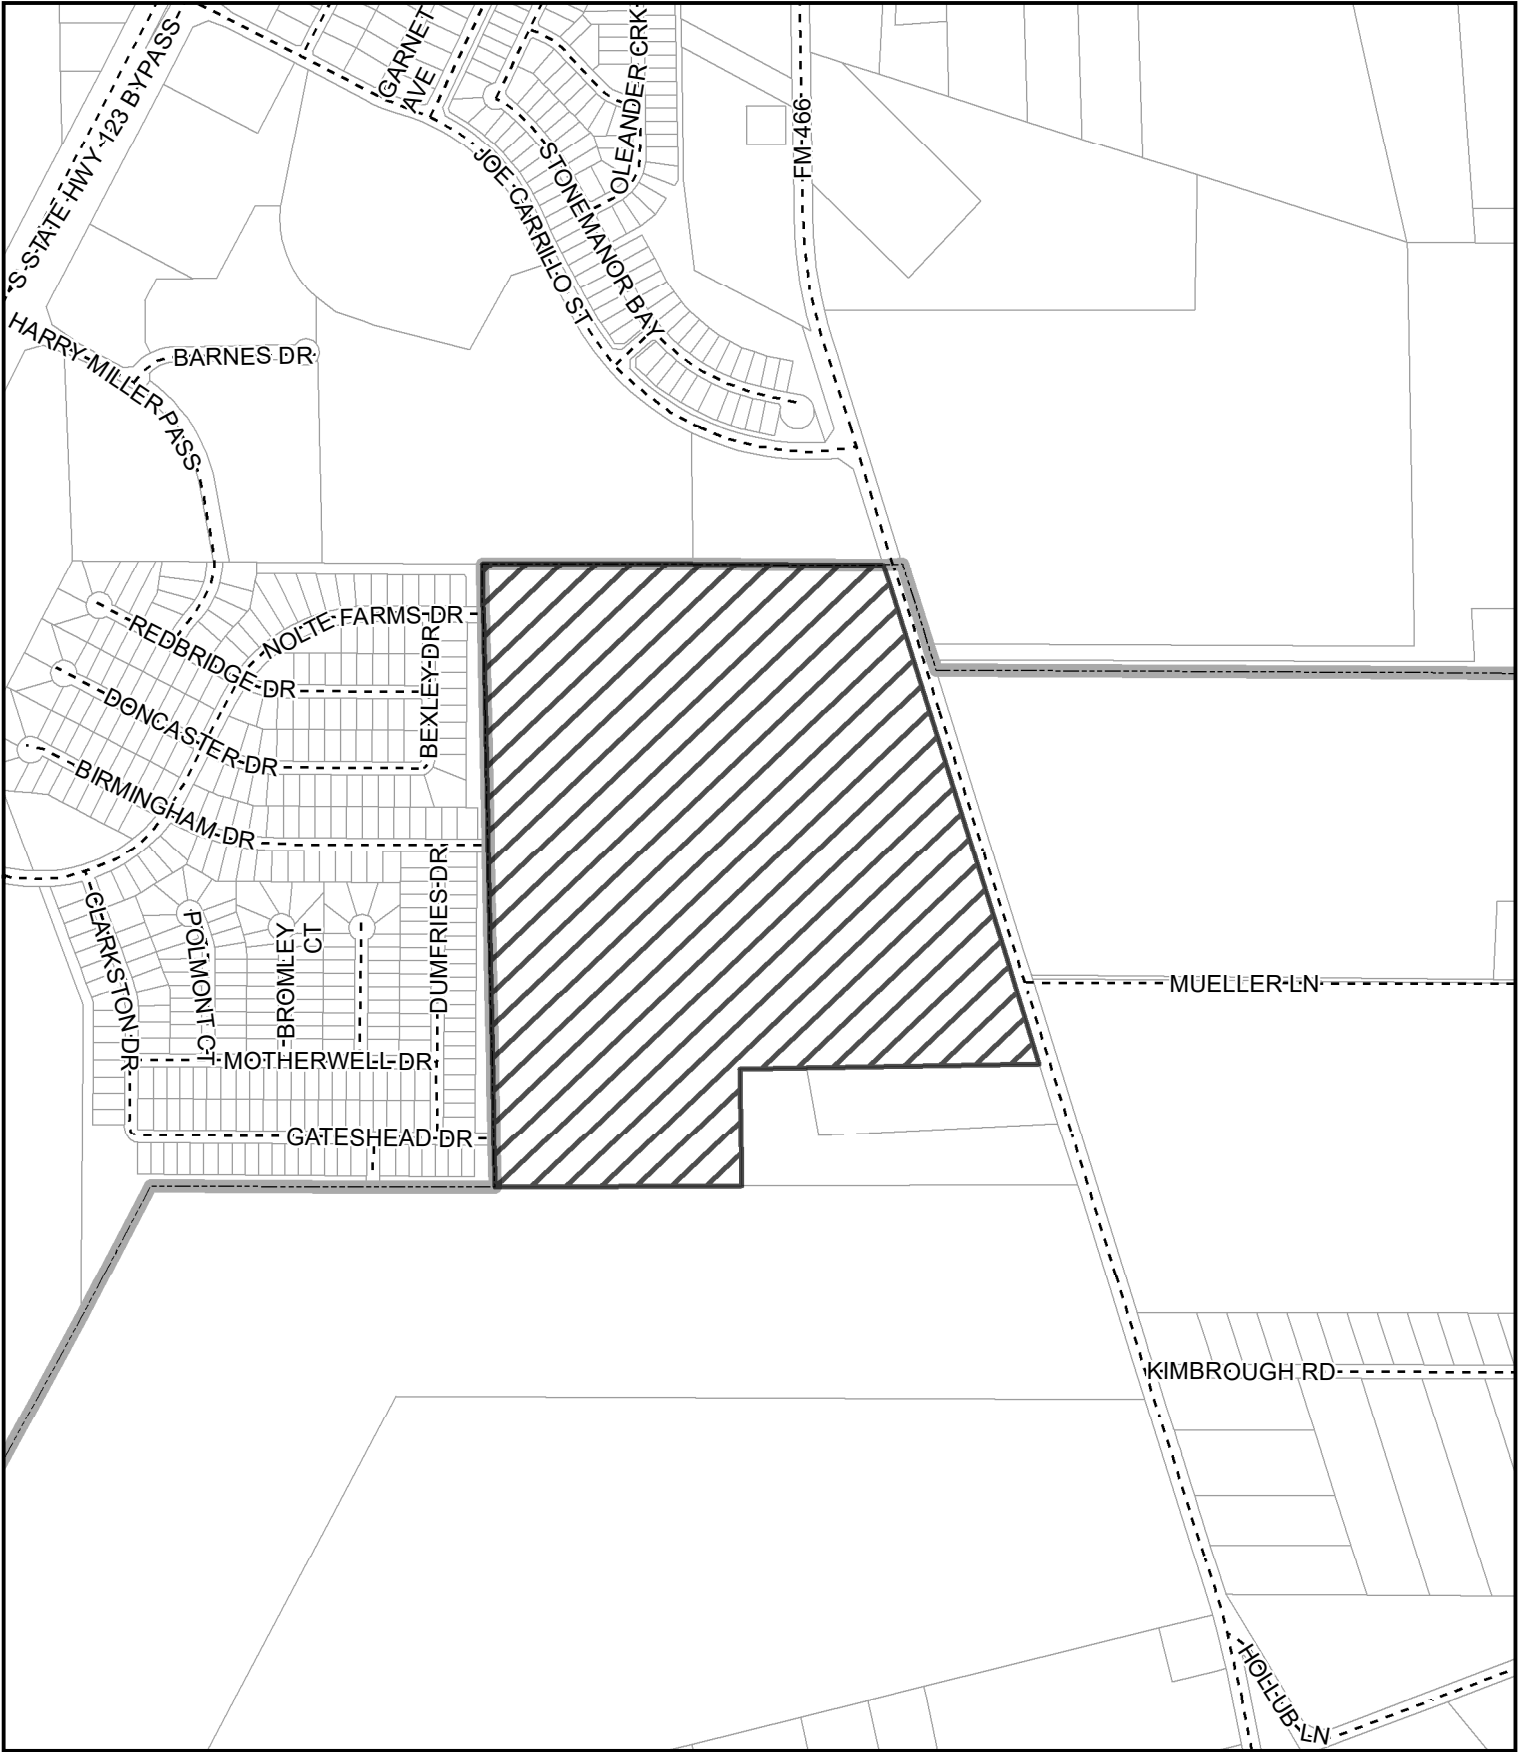 S STATE HWY 123 BYPASS
GARNET
AVE
OLEANDER CRK
FM 466
JOE CARRILLO ST
STONEMANOR BAY
HARRY MILLER PASS
BARNES DR
NOLTE FARMS DR
REDBRIDGE DR
BEXLEY DR
DONCASTER DR
BIRMINGHAM DR
CLARKSTON DR
POLMONT CT
BROMLEY
CT
DUMFRIES DR
MUELLER LN
MOTHERWELL DR
GATESHEAD DR
KIMBROUGH RD
HOLLUB LN